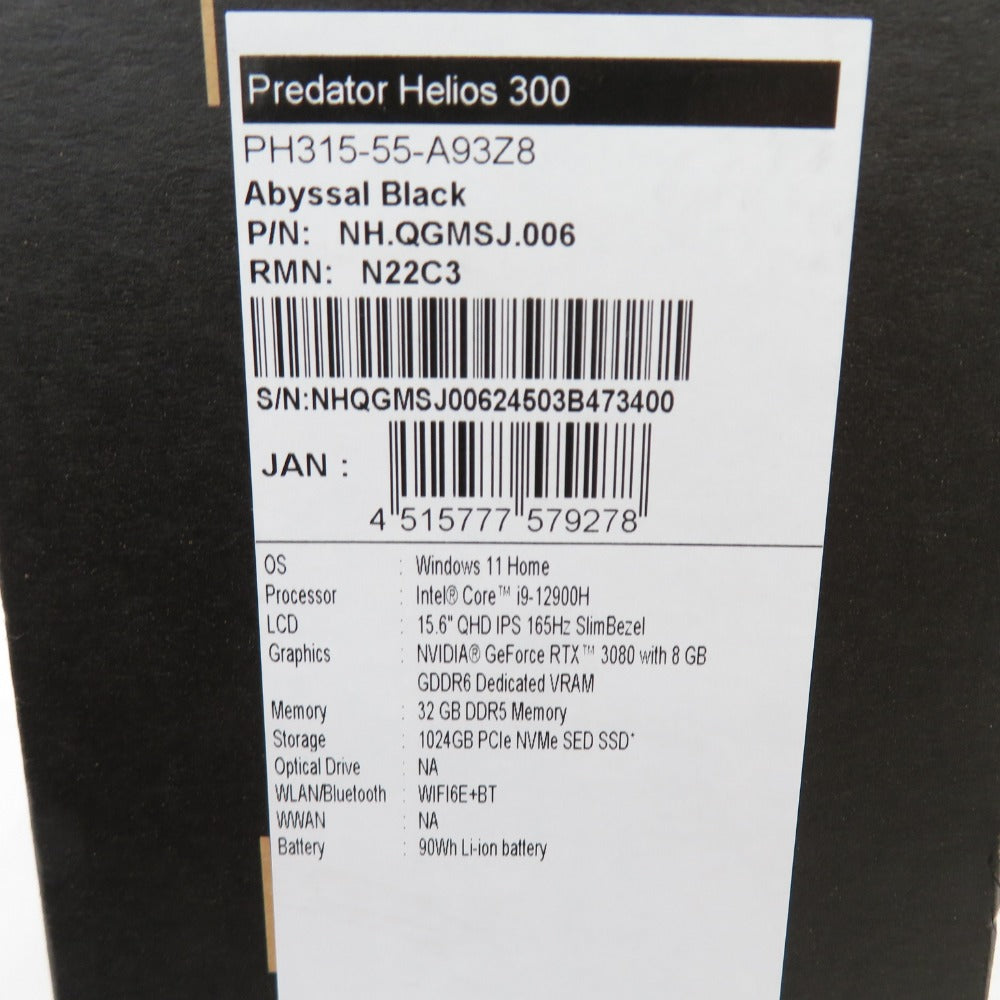 Predator Helios 300
PH315-55-A93Z8
Abyssal Black
P/N: NH.QGMSJ.006
RMN: N22C3
S/N:NHQGMSJ00624503B473400
JAN :
4 515777 579278
OS : Windows 11 Home
Processor : Intel® Core™ i9-12900H
LCD : 15.6" QHD IPS 165Hz SlimBezel
Graphics : NVIDIA® GeForce RTX™ 3080 with 8 GB
GDDR6 Dedicated VRAM
Memory : 32 GB DDR5 Memory
Storage : 1024GB PCIe NVMe SED SSD*
Optical Drive : NA
WLAN/Bluetooth : WIFI6E+BT
WWAN : NA
Battery : 90Wh Li-ion battery